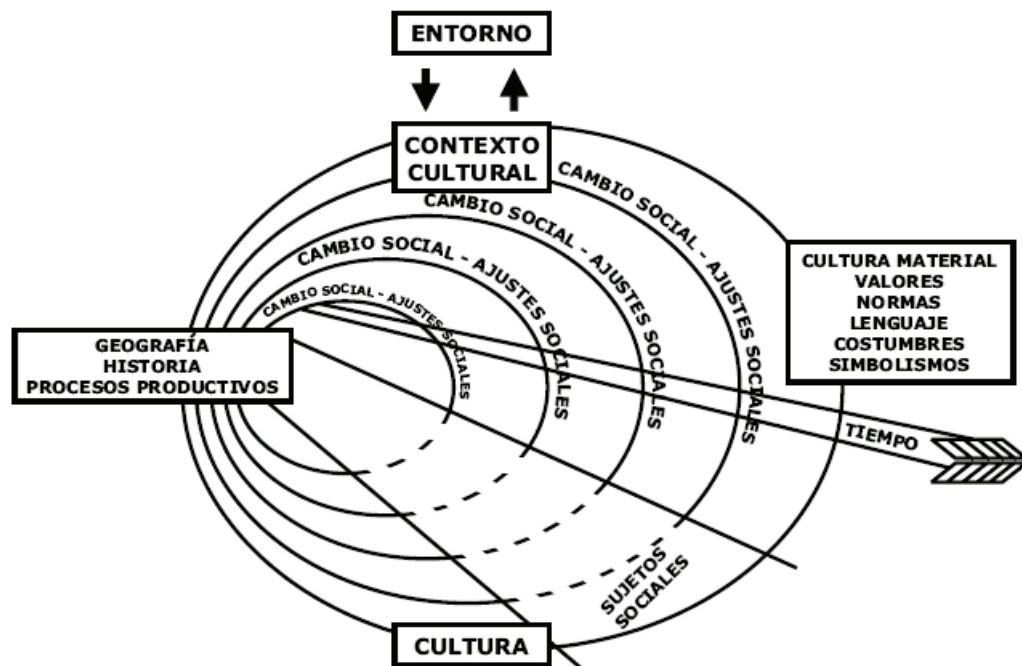 ENTORNO
CONTEXTO
CULTURAL
CAMBIO SOCIAL - AJUSTES SOCIALES
CAMBIO SOCIAL - AJUSTES SOCIALES
CAMBIO SOCIAL - AJUSTES SOCIALES
CAMBIO SOCIAL - AJUSTES SOCIALES
CULTURA MATERIAL
VALORES
NORMAS
LENGUAJE
COSTUMBRES
SIMBOLISMOS
GEOGRAFÍA
HISTORIA
PROCESOS PRODUCTIVOS
TIEMPO
SUJETOS
SOCIALES
CULTURA